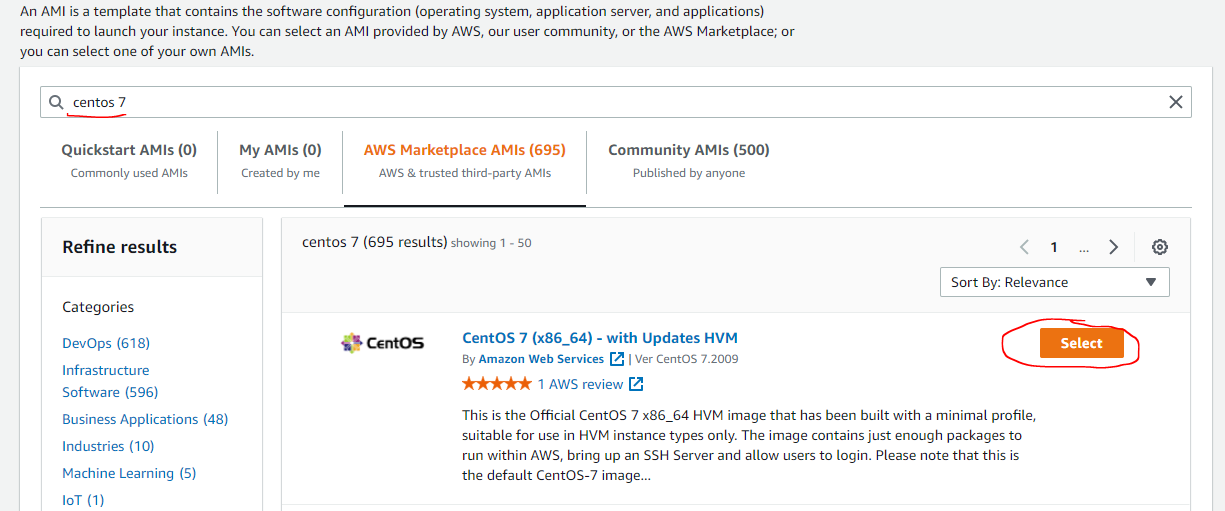 An AMI is a template that contains the software configuration (operating system, application server, and applications)
required to launch your instance. You can select an AMI provided by AWS, our user community, or the AWS Marketplace; or
you can select one of your own AMIs.
centos 7
Quickstart AMIs (0)
Commonly used AMIs
My AMIs (0)
Created by me
AWS Marketplace AMIs (695)
AWS & trusted third-party AMIs
Community AMIs (500)
Published by anyone
Refine results
Categories
DevOps (618)
Infrastructure
Software (596)
Business Applications (48)
Industries (10)
Machine Learning (5)
IoT (1)
centos 7 (695 results) showing 1 - 50
1 ...
Sort By: Relevance
CentOS
CentOS 7 (x86_64) - with Updates HVM
By Amazon Web Services | Ver CentOS 7.2009
1 AWS review
This is the Official CentOS 7 x86_64 HVM image that has been built with a minimal profile,
suitable for use in HVM instance types only. The image contains just enough packages to
run within AWS, bring up an SSH Server and allow users to login. Please note that this is
the default CentOS-7 image...
Select